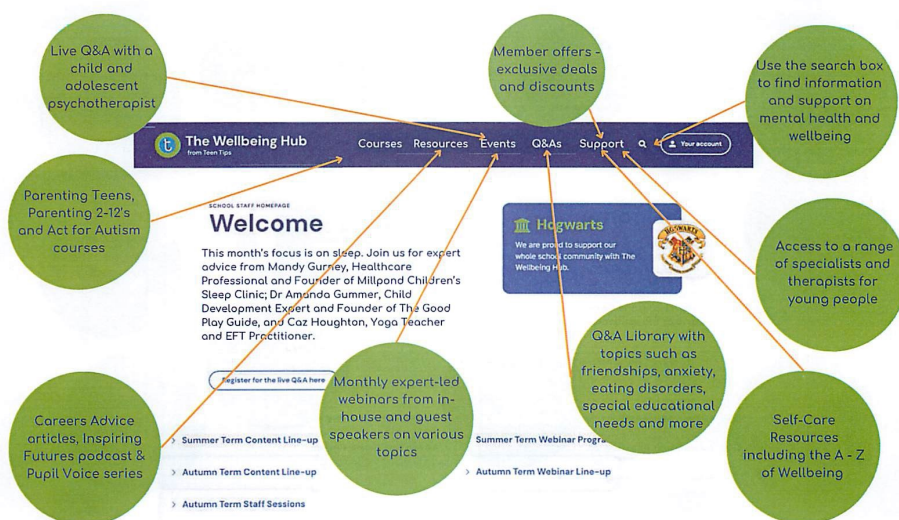 Live Q&A with a
child and
adolescent
psychotherapist
Member offers -
exclusive deals
and discounts
Use the search box
to find information
and support on
mental health and
wellbeing
The Wellbeing Hub
from Teen Tips
Courses Resources Events Q&As Support Your account
Parenting Teens,
Parenting 2-12's
and Act for Autism
courses
SCHOOL STAFF HOMEPAGE
Welcome
This month's focus is on sleep. Join us for expert
advice from Mandy Gurney, Healthcare
Professional and Founder of Millpond Children's
Sleep Clinic; Dr Amanda Gummer, Child
Development Expert and Founder of The Good
Play Guide, and Caz Houghton, Yoga Teacher
and EFT Practitioner.
Register for the live Q&A here
Hogwarts
We are proud to support our
whole school community with The
Wellbeing Hub.
HOGWARTS
Access to a range
of specialists and
therapists for
young people
Q&A Library with
topics such as
friendships, anxiety,
eating disorders,
special educational
needs and more
Monthly expert-led
webinars from in-
house and guest
speakers on various
topics
Careers Advice
articles, Inspiring
Futures podcast &
Pupil Voice series
Self-Care
Resources
including the A - Z
of Wellbeing
> Summer Term Content Line-up
Summer Term Webinar
> Autumn Term Content Line-up
> Autumn Term Webinar Line-up
> Autumn Term Staff Sessions